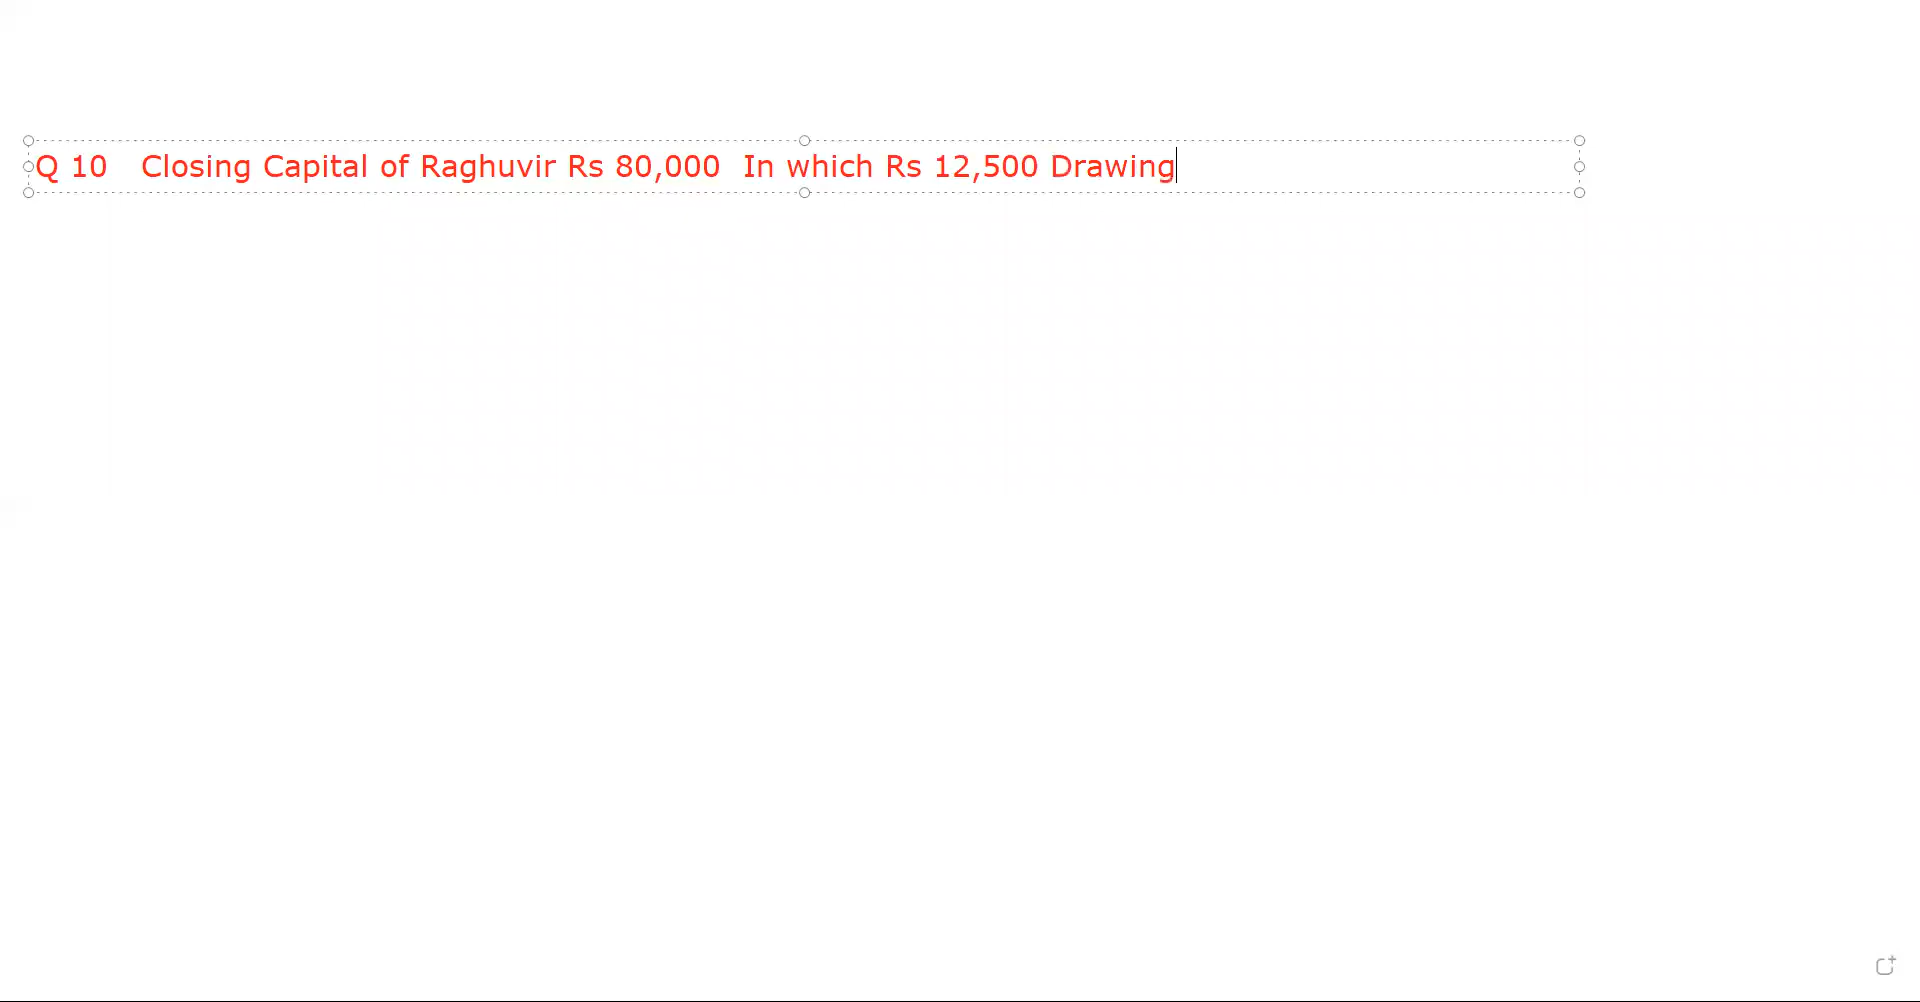 Q 10 Closing Capital of Raghuvir Rs 80,000 In which Rs 12,500 Drawing